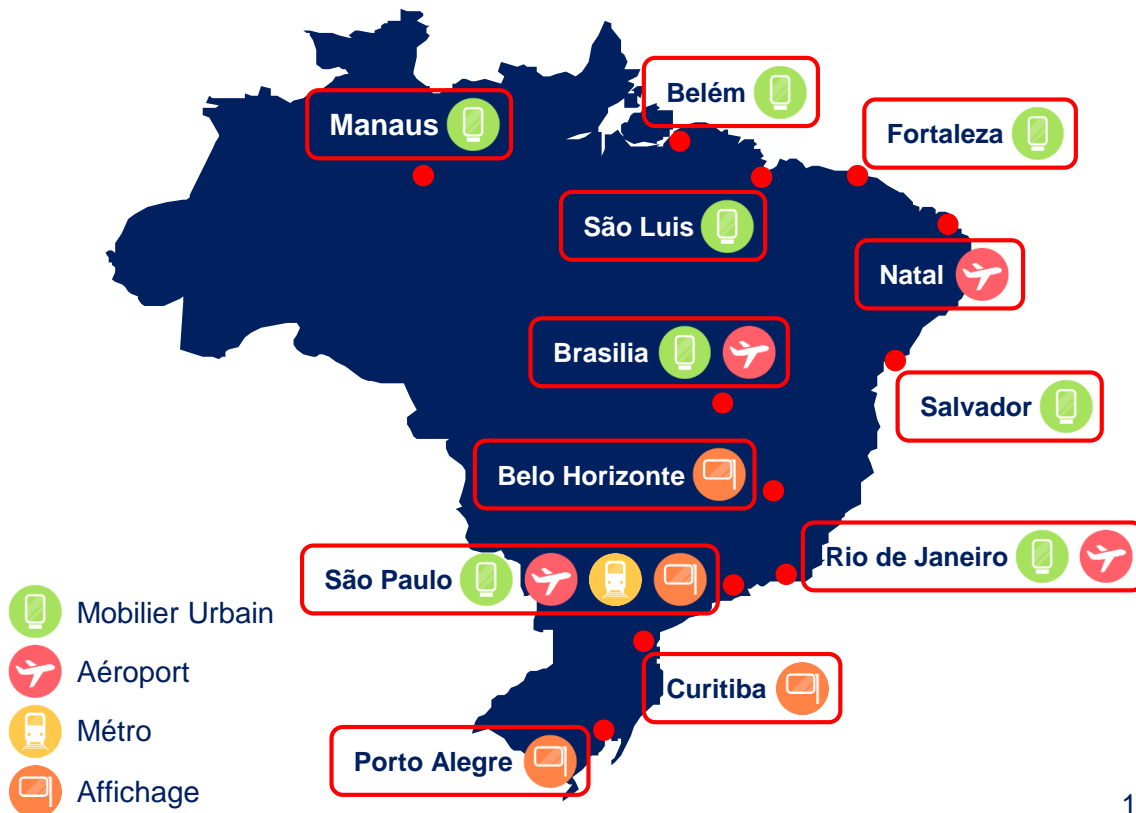 Belém
Manaus
Fortaleza
São Luis
Natal
Brasilia
Salvador
Belo Horizonte
Rio de Janeiro
São Paulo
Mobilier Urbain
Aéroport
Curitiba
Métro
Porto Alegre
Affichage
1